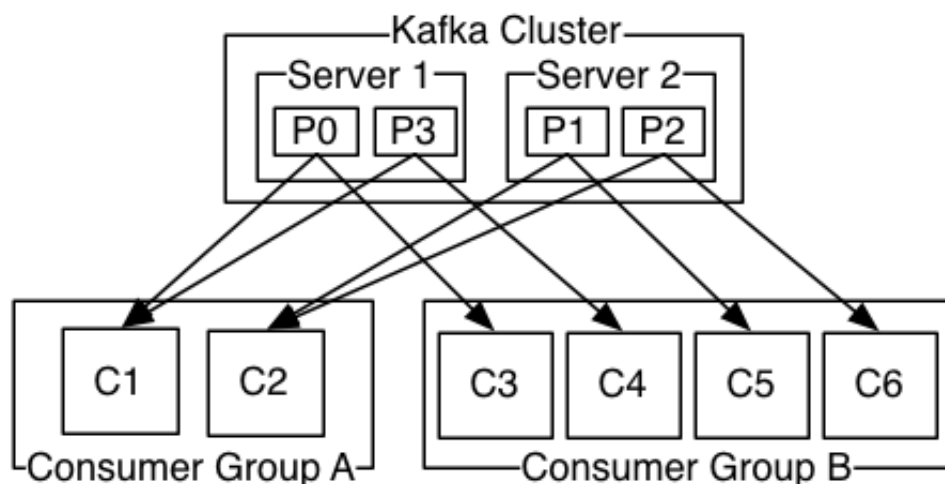 Kafka Cluster
Server 1
Server 2
P0
P3
P1
P2
C1
C2
C3
C4
C5
C6
Consumer Group A
Consumer Group B